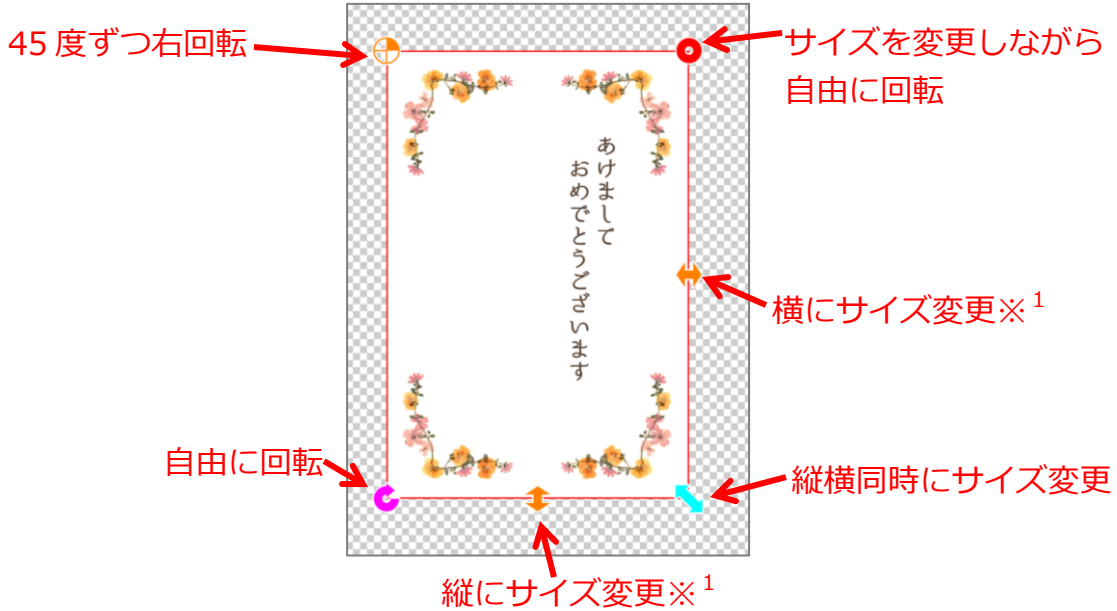 45 度ずつ右回転
サイズを変更しながら
自由に回転
あけまして
おめでとうございます
横にサイズ変更※1
自由に回転
縦横同時にサイズ変更
縦にサイズ変更※1